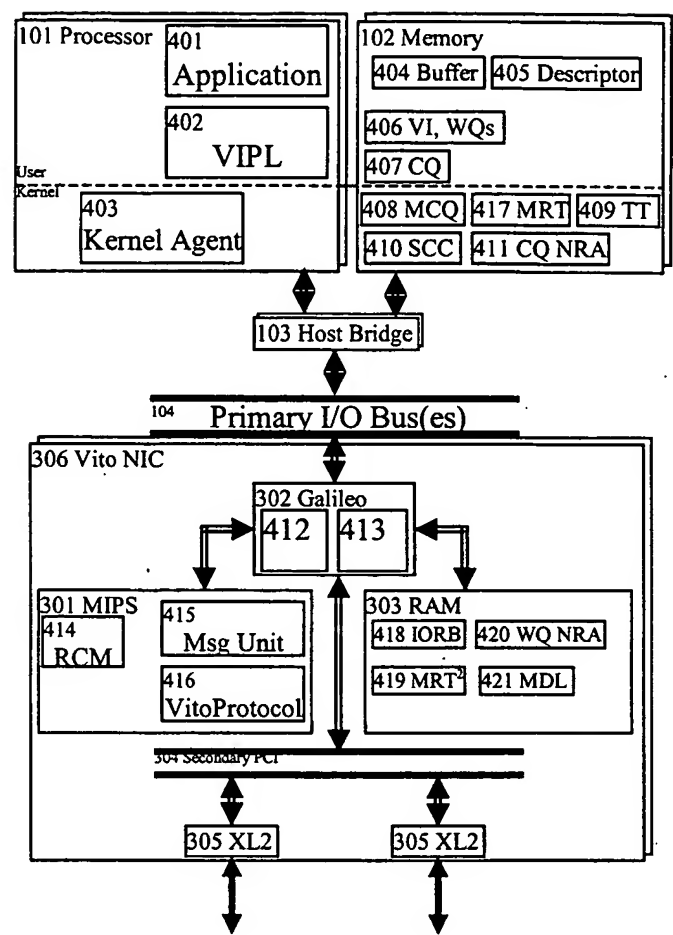 101 Processor
401
Application
402
VIPL
User
Kernel
403
Kernel Agent
102 Memory
404 Buffer
405 Descriptor
406 VI, WQs
407 CQ
408 MCQ
417 MRT
409 TT
410 SCC
411 CQ NRA
103 Host Bridge
104
Primary I/O Bus(es)
306 Vito NIC
302 Galileo
412
413
301 MIPS
414
RCM
415
Msg Unit
416
VitoProtocol
303 RAM
418 IORB
420 WQ NRA
419 MRT²
421 MDL
304 Secondary PCI
305 XL2
305 XL2